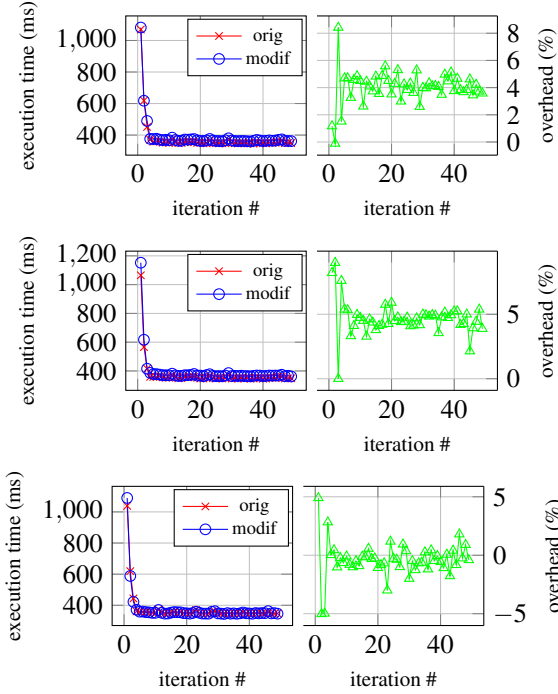 execution time (ms)
1,000
800
600
400
orig
modif
0
20
40
iteration #
8
6
4
2
0
overhead (%)
0
20
40
iteration #
execution time (ms)
1,200
1,000
800
600
400
orig
modif
0
20
40
iteration #
5
0
overhead (%)
0
20
40
iteration #
execution time (ms)
1,000
800
600
400
orig
modif
0
20
40
iteration #
5
0
−5
overhead (%)
0
20
40
iteration #